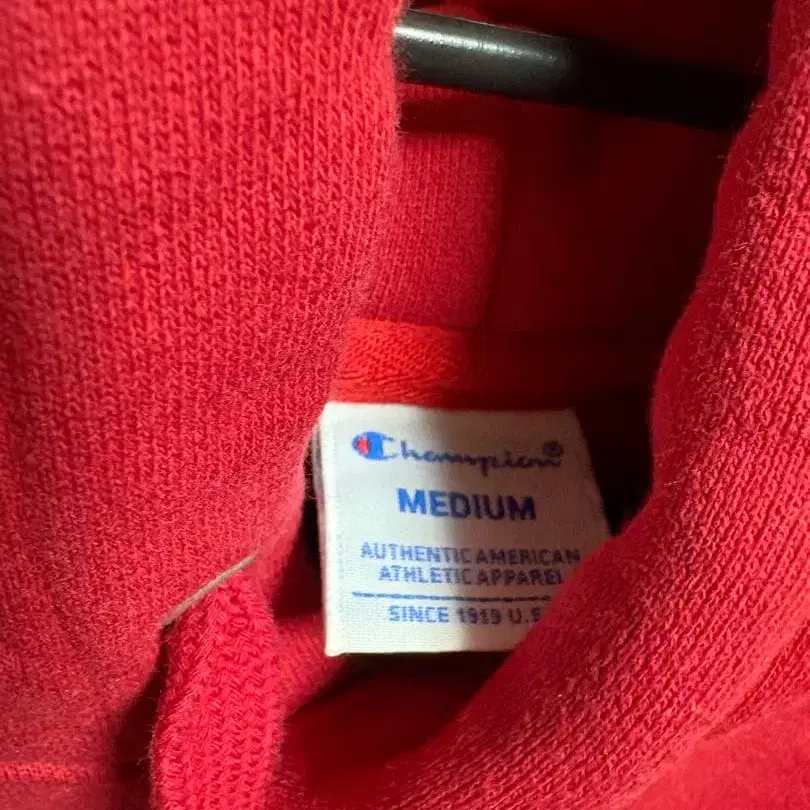 Champion®
MEDIUM
AUTHENTIC AMERICAN
ATHLETIC APPAREL
SINCE 1919 U.S